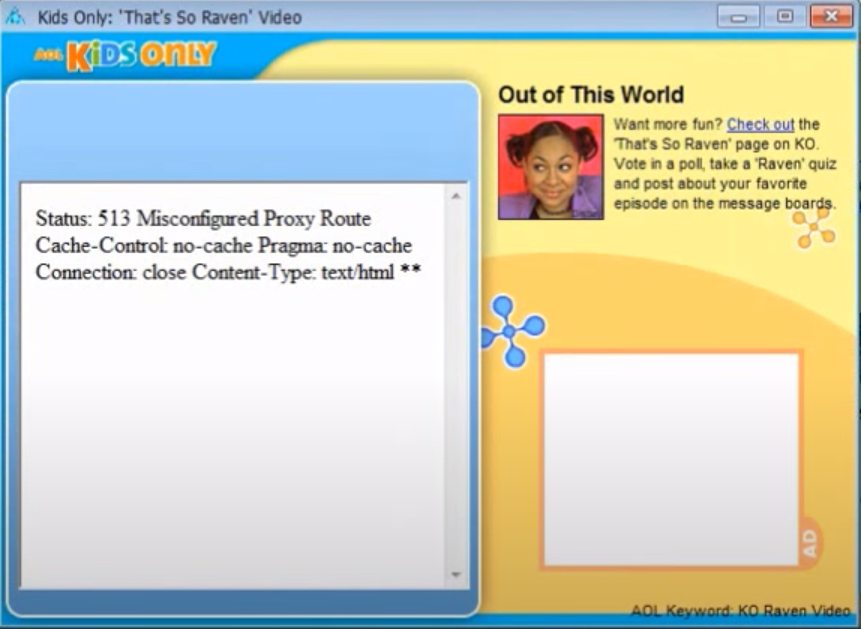 Kids Only: 'That's So Raven' Video
AOL KiDS ONLY
Out of This World
Want more fun? Check out the
'That's So Raven' page on KO.
Vote in a poll, take a 'Raven' quiz
and post about your favorite
episode on the message boards.
Status: 513 Misconfigured Proxy Route
Cache-Control: no-cache Pragma: no-cache
Connection: close Content-Type: text/html **
AD
AOL Keyword: KO Raven Video